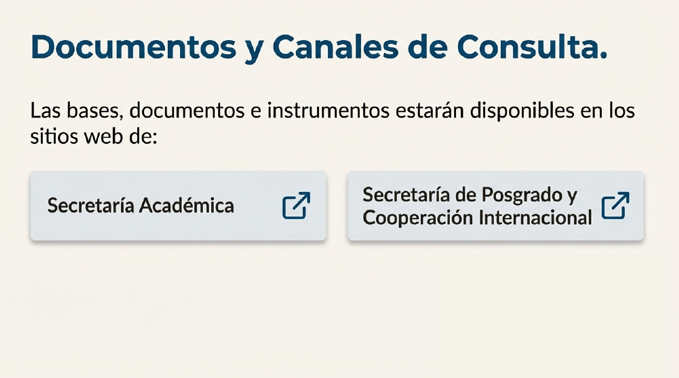 Documentos y Canales de Consulta.
Las bases, documentos e instrumentos estarán disponibles en los
sitios web de:
Secretaría Académica
Secretaría de Posgrado y
Cooperación Internacional